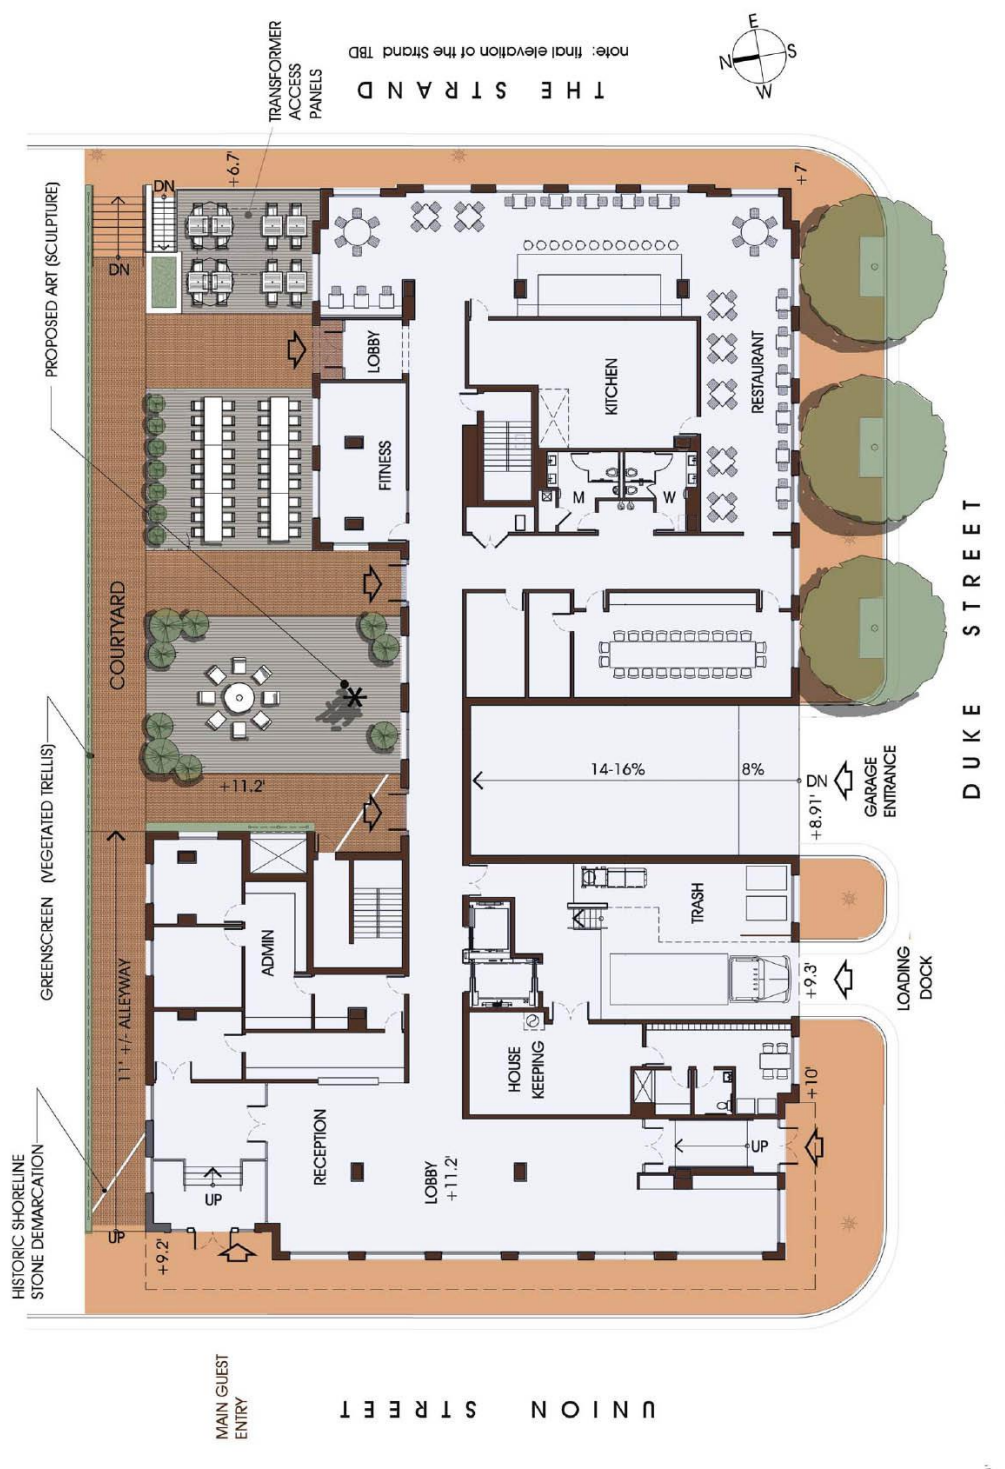 E
N
S
W
note: final elevation of the Strand TBD
THE STRAND
TRANSFORMER
ACCESS
PANELS
PROPOSED ART (SCULPTURE)
+6.7'
+7'
DN
DN
LOBBY
KITCHEN
RESTAURANT
FITNESS
M
W
COURTYARD
DUKE STREET
GREENSCREEN (VEGETATED TRELLIS)
+11.2'
14-16%
8%
DN
+8.91'
GARAGE
ENTRANCE
11' +/- ALLEYWAY
ADMIN
TRASH
+9.3'
LOADING
DOCK
HOUSE
KEEPING
+10'
HISTORIC SHORELINE
STONE DEMARCATION
RECEPTION
LOBBY
+11.2'
UP
UP
UP
+9.2'
MAIN GUEST
ENTRY
UNION STREET